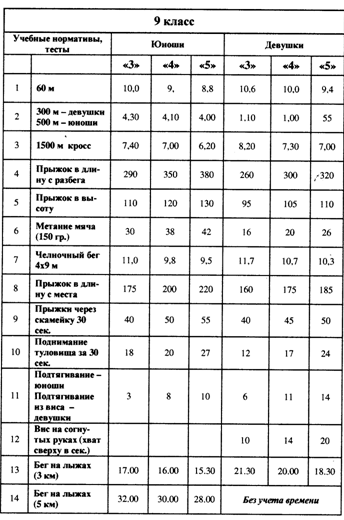 9 класс
Учебные нормативы, тесты Юноши Девушки
«3» «4» «5» «3» «4» «5»
1 60 м 10,0 9, 8,8 10,6 10,0 9,4
2 300 м – девушки 500 м – юноши 4,30 4,10 4,00 1,10 1,00 55
3 1500 м кросс 7,40 7,00 6,20 8,20 7,30 7,00
4 Прыжок в длину с разбега 290 350 380 260 300 320
5 Прыжок в высоту 110 120 130 95 105 110
6 Метание мяча (150 гр.) 30 38 42 16 20 26
7 Челночный бег 4х9 м 11,0 9,8 9,5 11,7 10,7 10,3
8 Прыжок в длину с места 175 200 220 160 175 185
9 Прыжки через скамейку 30 сек. 40 50 55 40 45 50
10 Поднимание туловища за 30 сек. 18 20 27 12 17 24
11 Подтягивание – юноши Подтягивание из виса – девушки 3 8 10 6 11 14
12 Вис на согнутых руках (хват сверху в сек.) 10 14 20
13 Бег на лыжах (3 км) 17.00 16.00 15.30 21.30 20.00 18.30
14 Бег на лыжах (5 км) 32.00 30.00 28.00 Без учета времени